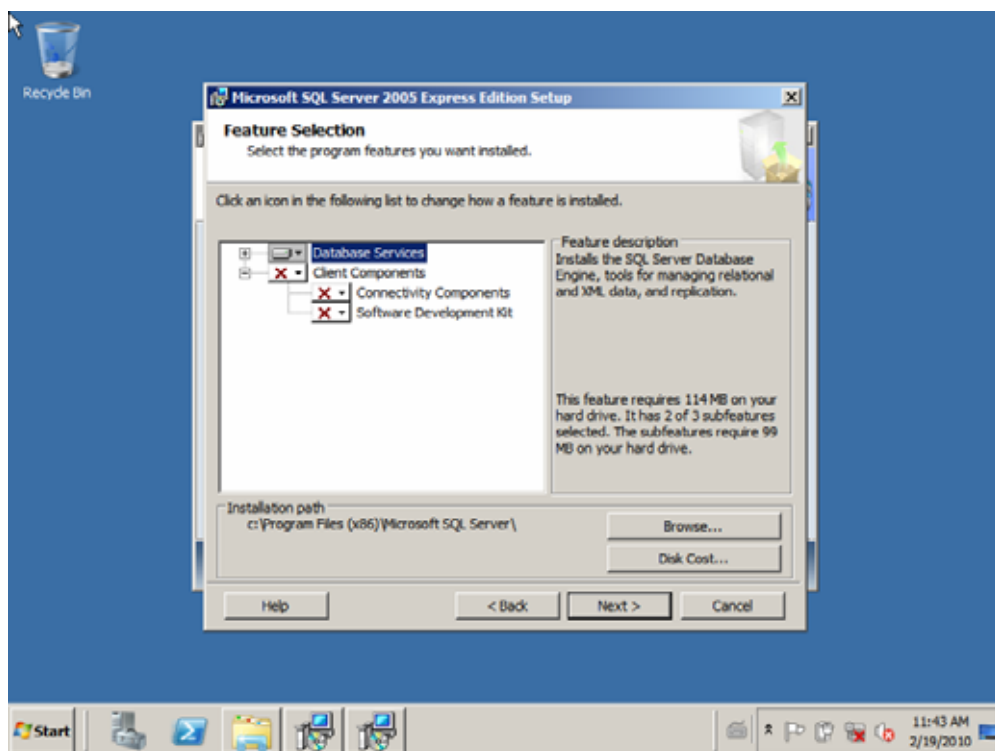 Recycle Bin
Microsoft SQL Server 2005 Express Edition Setup
Feature Selection
Select the program features you want installed.
Click an icon in the following list to change how a feature is installed.
Database Services
Client Components
Connectivity Components
Software Development Kit
Feature description
Installs the SQL Server Database
Engine, tools for managing relational
and XML data, and replication.
This feature requires 114 MB on your
hard drive. It has 2 of 3 subfeatures
selected. The subfeatures require 99
MB on your hard drive.
Installation path
c:\Program Files (x86)\Microsoft SQL Server\
Browse...
Disk Cost...
Help
< Back
Next >
Cancel
Start
11:43 AM
2/19/2010